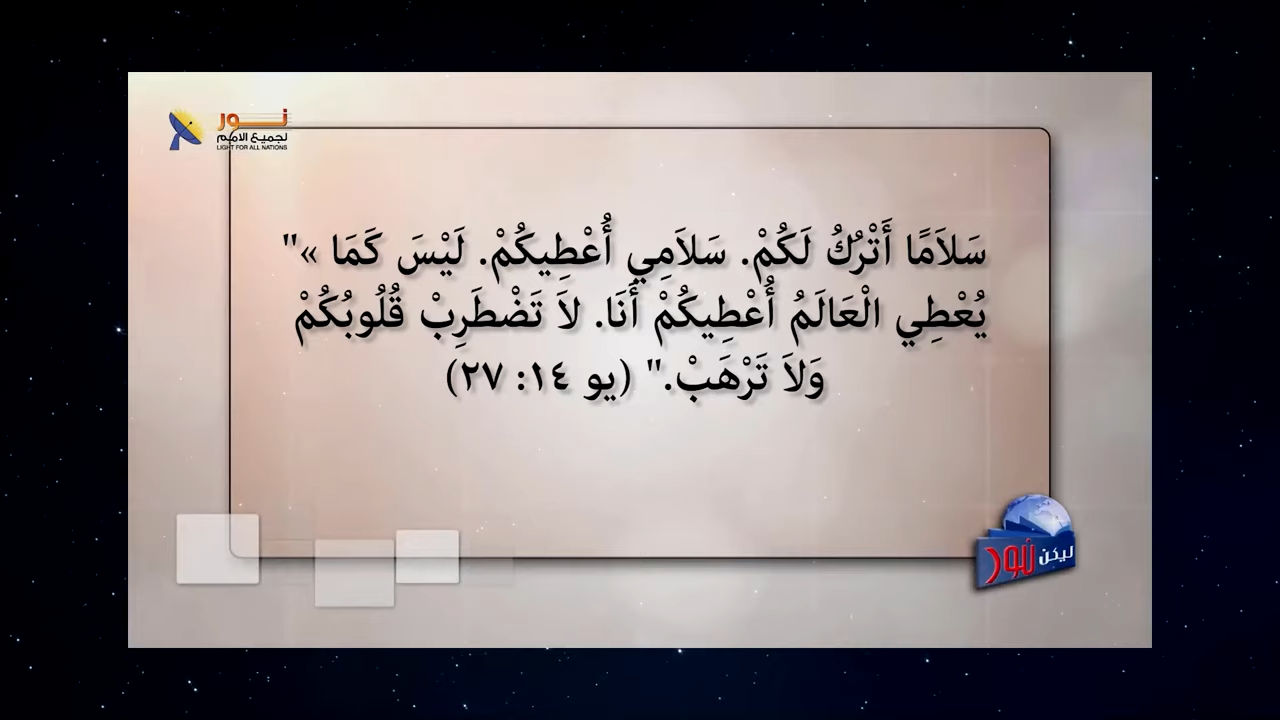 نور
لجميع الامم
LIGHT FOR ALL NATIONS
"« سَلاَمًا أَتْرُكُ لَكُمْ. سَلاَمِي أُعْطِيكُمْ. لَيْسَ كَمَا
يُعْطِي الْعَالَمُ أُعْطِيكُمْ أَنَا. لاَ تَضْطَرِبْ قُلُوبُكُمْ
وَلاَ تَرْهَبْ." (يو ١٤: ٢٧)
ليكن نور